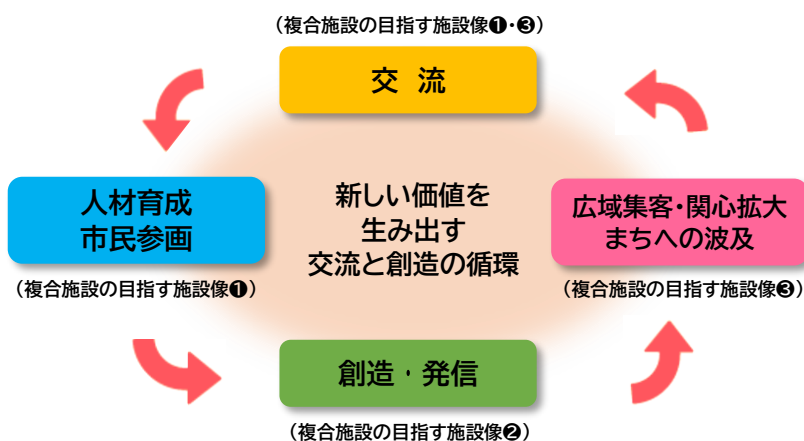 （複合施設の目指す施設像❶・❸）
交 流
人材育成
市民参画
（複合施設の目指す施設像❶）
新しい価値を
生み出す
交流と創造の循環
広域集客・関心拡大
まちへの波及
（複合施設の目指す施設像❸）
創造・発信
（複合施設の目指す施設像❷）